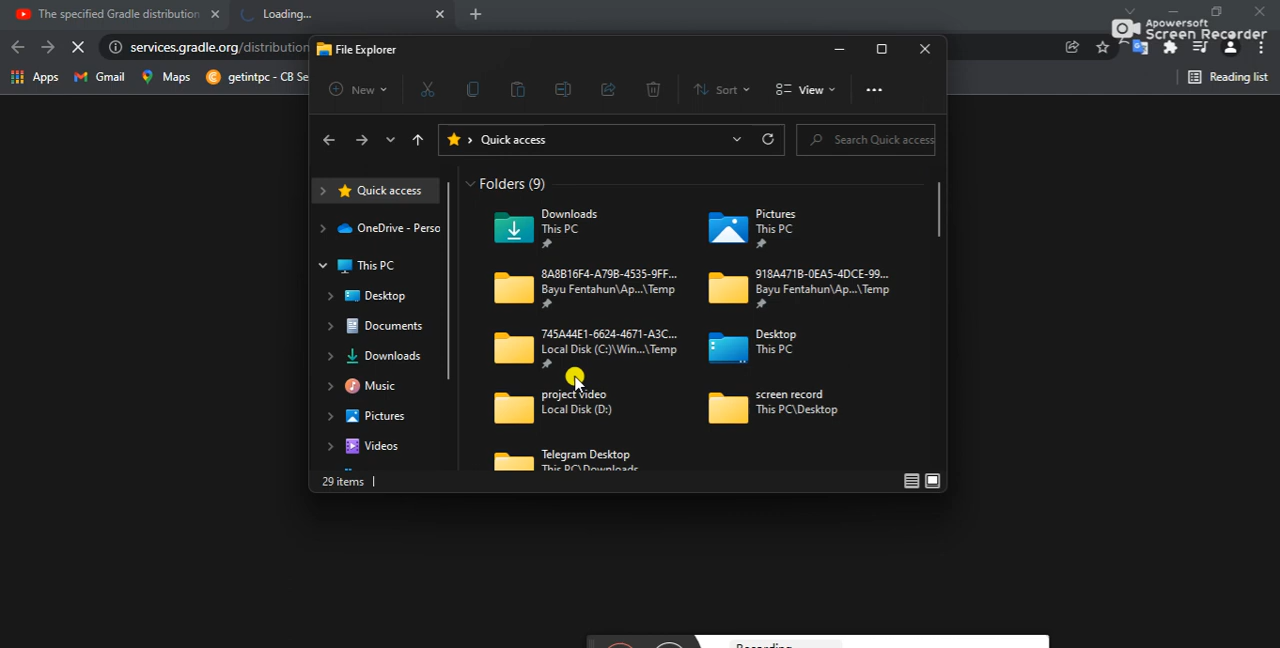 The specified Gradle distribution
Loading...
Apowersoft
Screen Recorder
services.gradle.org/distribution
Apps
Gmail
Maps
getintpc - CB Se
Reading list
File Explorer
New
Sort
View
Quick access
Search Quick access
Quick access
OneDrive - Perso
This PC
Desktop
Documents
Downloads
Music
Pictures
Videos
Folders (9)
Downloads
This PC
Pictures
This PC
8A8B16F4-A79B-4535-9FF...
Bayu Fentahun\Ap...\Temp
918A471B-0EA5-4DCE-99...
Bayu Fentahun\Ap...\Temp
745A44E1-6624-4671-A3C...
Local Disk (C:)\Win...\Temp
Desktop
This PC
project video
Local Disk (D:)
screen record
This PC\Desktop
Telegram Desktop
This PC\Downloads
29 items
Recording